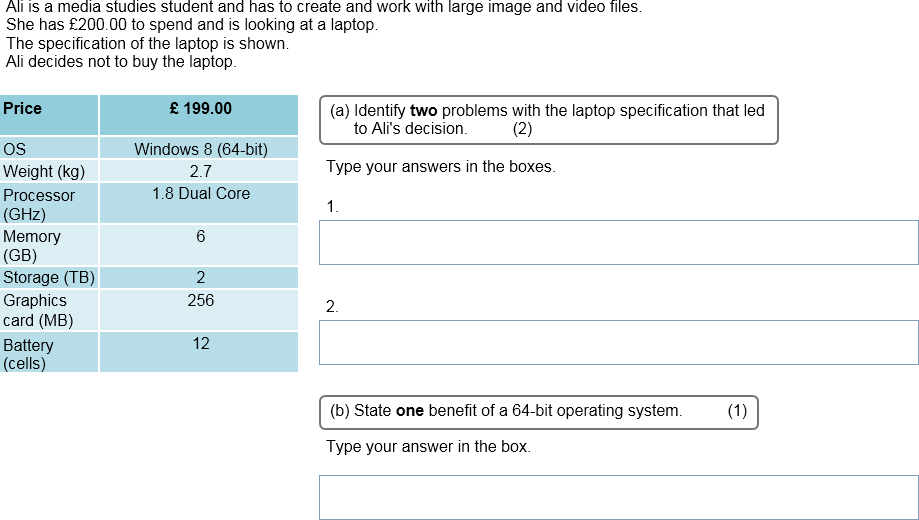 Ali is a media studies student and has to create and work with large image and video files.
She has £200.00 to spend and is looking at a laptop.
The specification of the laptop is shown.
Ali decides not to buy the laptop.
Price £ 199.00
OS Windows 8 (64-bit)
Weight (kg) 2.7
Processor 1.8 Dual Core
(GHz)
Memory 6
(GB)
Storage (TB) 2
Graphics 256
card (MB)
Battery 12
(cells)
(a) Identify two problems with the laptop specification that led
to Ali's decision. (2)
Type your answers in the boxes.
1.
2.
(b) State one benefit of a 64-bit operating system. (1)
Type your answer in the box.